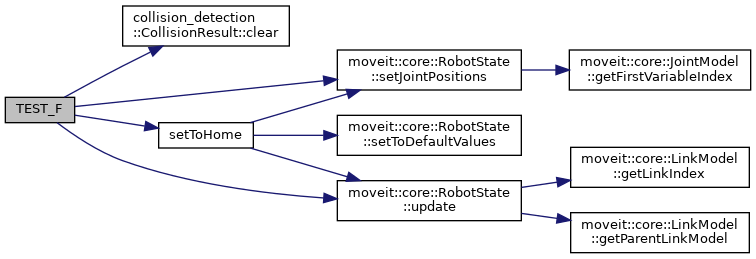 collision_detection
::CollisionResult::clear
TEST_F
setToHome
moveit::core::RobotState
::setJointPositions
moveit::core::RobotState
::setToDefaultValues
moveit::core::RobotState
::update
moveit::core::JointModel
::getFirstVariableIndex
moveit::core::LinkModel
::getLinkIndex
moveit::core::LinkModel
::getParentLinkModel